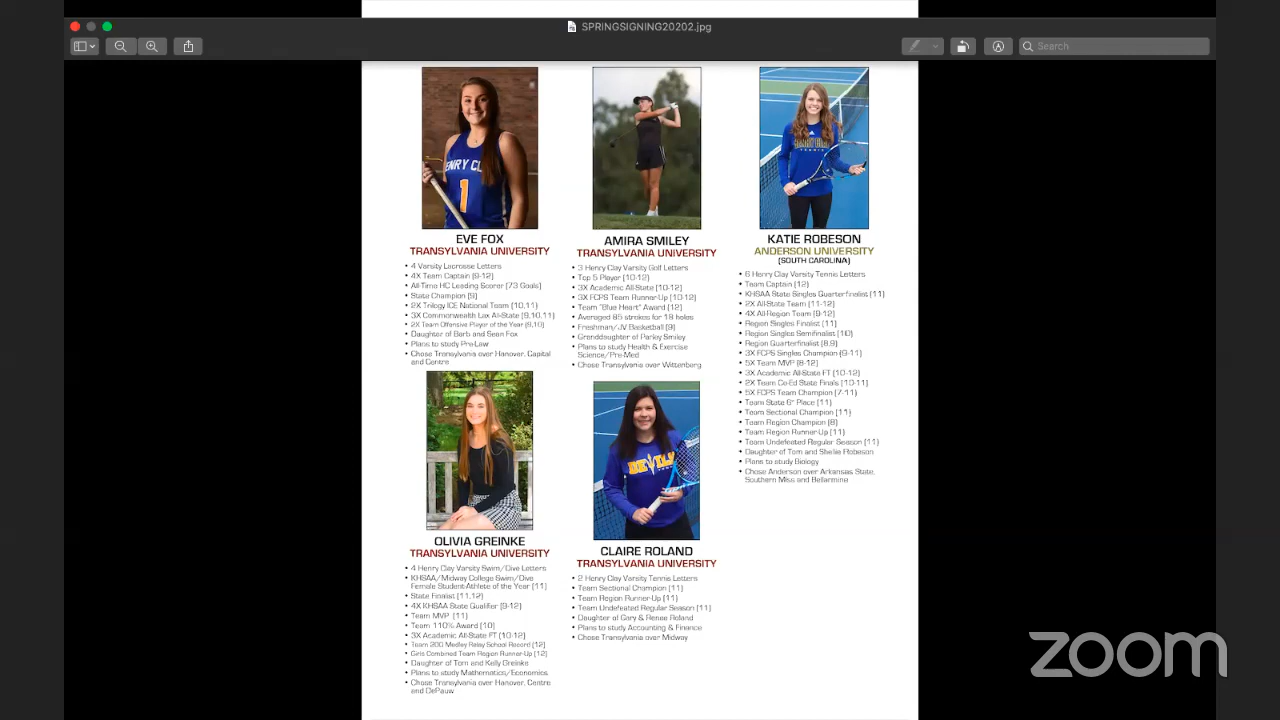 SPRINGSIGNING20202.jpg
Search
HENRY CL
1
EVE FOX
TRANSYLVANIA UNIVERSITY
• 4 Varsity Lacrosse Letters
• 4X Team Captain (9-12)
• All-Time HC Leading Scorer (73 Goals)
• State Champion (9)
• 2X Trilogy ICE National Team (10,11)
• 3X Commonwealth Lax All-State (9,10,11)
• 2X Team Offensive Player of the Year (9,10)
• Daughter of Barb and Sean Fox
• Plans to study Pre-Law
• Chose Transylvania over Hanover, Capital
and Centre
AMIRA SMILEY
TRANSYLVANIA UNIVERSITY
• 3 Henry Clay Varsity Golf Letters
• Top 5 Player (10-12)
• 3X Academic All-State (10-12)
• 3X FCPS Team Runner-Up (10-12)
• Team "Blue Heart" Award (12)
• Averaged 85 strokes for 18 holes
• Freshman/JV Basketball (9)
• Granddaughter of Parley Smiley
• Plans to study Health & Exercise
Science/Pre-Med
• Chose Transylvania over Wittenberg
HENRY CLAY
TENNIS
KATIE ROBESON
ANDERSON UNIVERSITY
(SOUTH CAROLINA)
• 6 Henry Clay Varsity Tennis Letters
• Team Captain (12)
• KHSAA State Singles Quarterfinalist (11)
• 2X All-State Team (11-12)
• 4X All-Region Team (9-12)
• Region Singles Finalist (11)
• Region Singles Semifinalist (10)
• Region Quarterfinalist (8,9)
• 3X FCPS Singles Champion (9-11)
• 5X Team MVP (8-12)
• 3X Academic All-State FT (10-12)
• 2X Team Co-Ed State Finals (10-11)
• 5X FCPS Team Champion (7-11)
• Team State 6th Place (11)
• Team Sectional Champion (11)
• Team Region Champion (8)
• Team Region Runner-Up (11)
• Team Undefeated Regular Season (11)
• Daughter of Tom and Shellie Robeson
• Plans to study Biology
• Chose Anderson over Arkansas State,
Southern Miss and Bellarmine
OLIVIA GREINKE
TRANSYLVANIA UNIVERSITY
• 4 Henry Clay Varsity Swim/Dive Letters
• KHSAA/Midway College Swim/Dive
Female Student-Athlete of the Year (11)
• State Finalist (11,12)
• 4X KHSAA State Qualifier (9-12)
• Team MVP (11)
• Team 110% Award (10)
• 3X Academic All-State FT (10-12)
• Team 200 Medley Relay School Record (12)
• Girls Combined Team Region Runner-Up (12)
• Daughter of Tom and Kelly Greinke
• Plans to study Mathematics/Economics
• Chose Transylvania over Hanover, Centre
and DePauw
DEVILS
CLAIRE ROLAND
TRANSYLVANIA UNIVERSITY
• 2 Henry Clay Varsity Tennis Letters
• Team Sectional Champion (11)
• Team Region Runner-Up (11)
• Team Undefeated Regular Season (11)
• Daughter of Gary & Renae Roland
• Plans to study Accounting & Finance
• Chose Transylvania over Midway
zoom